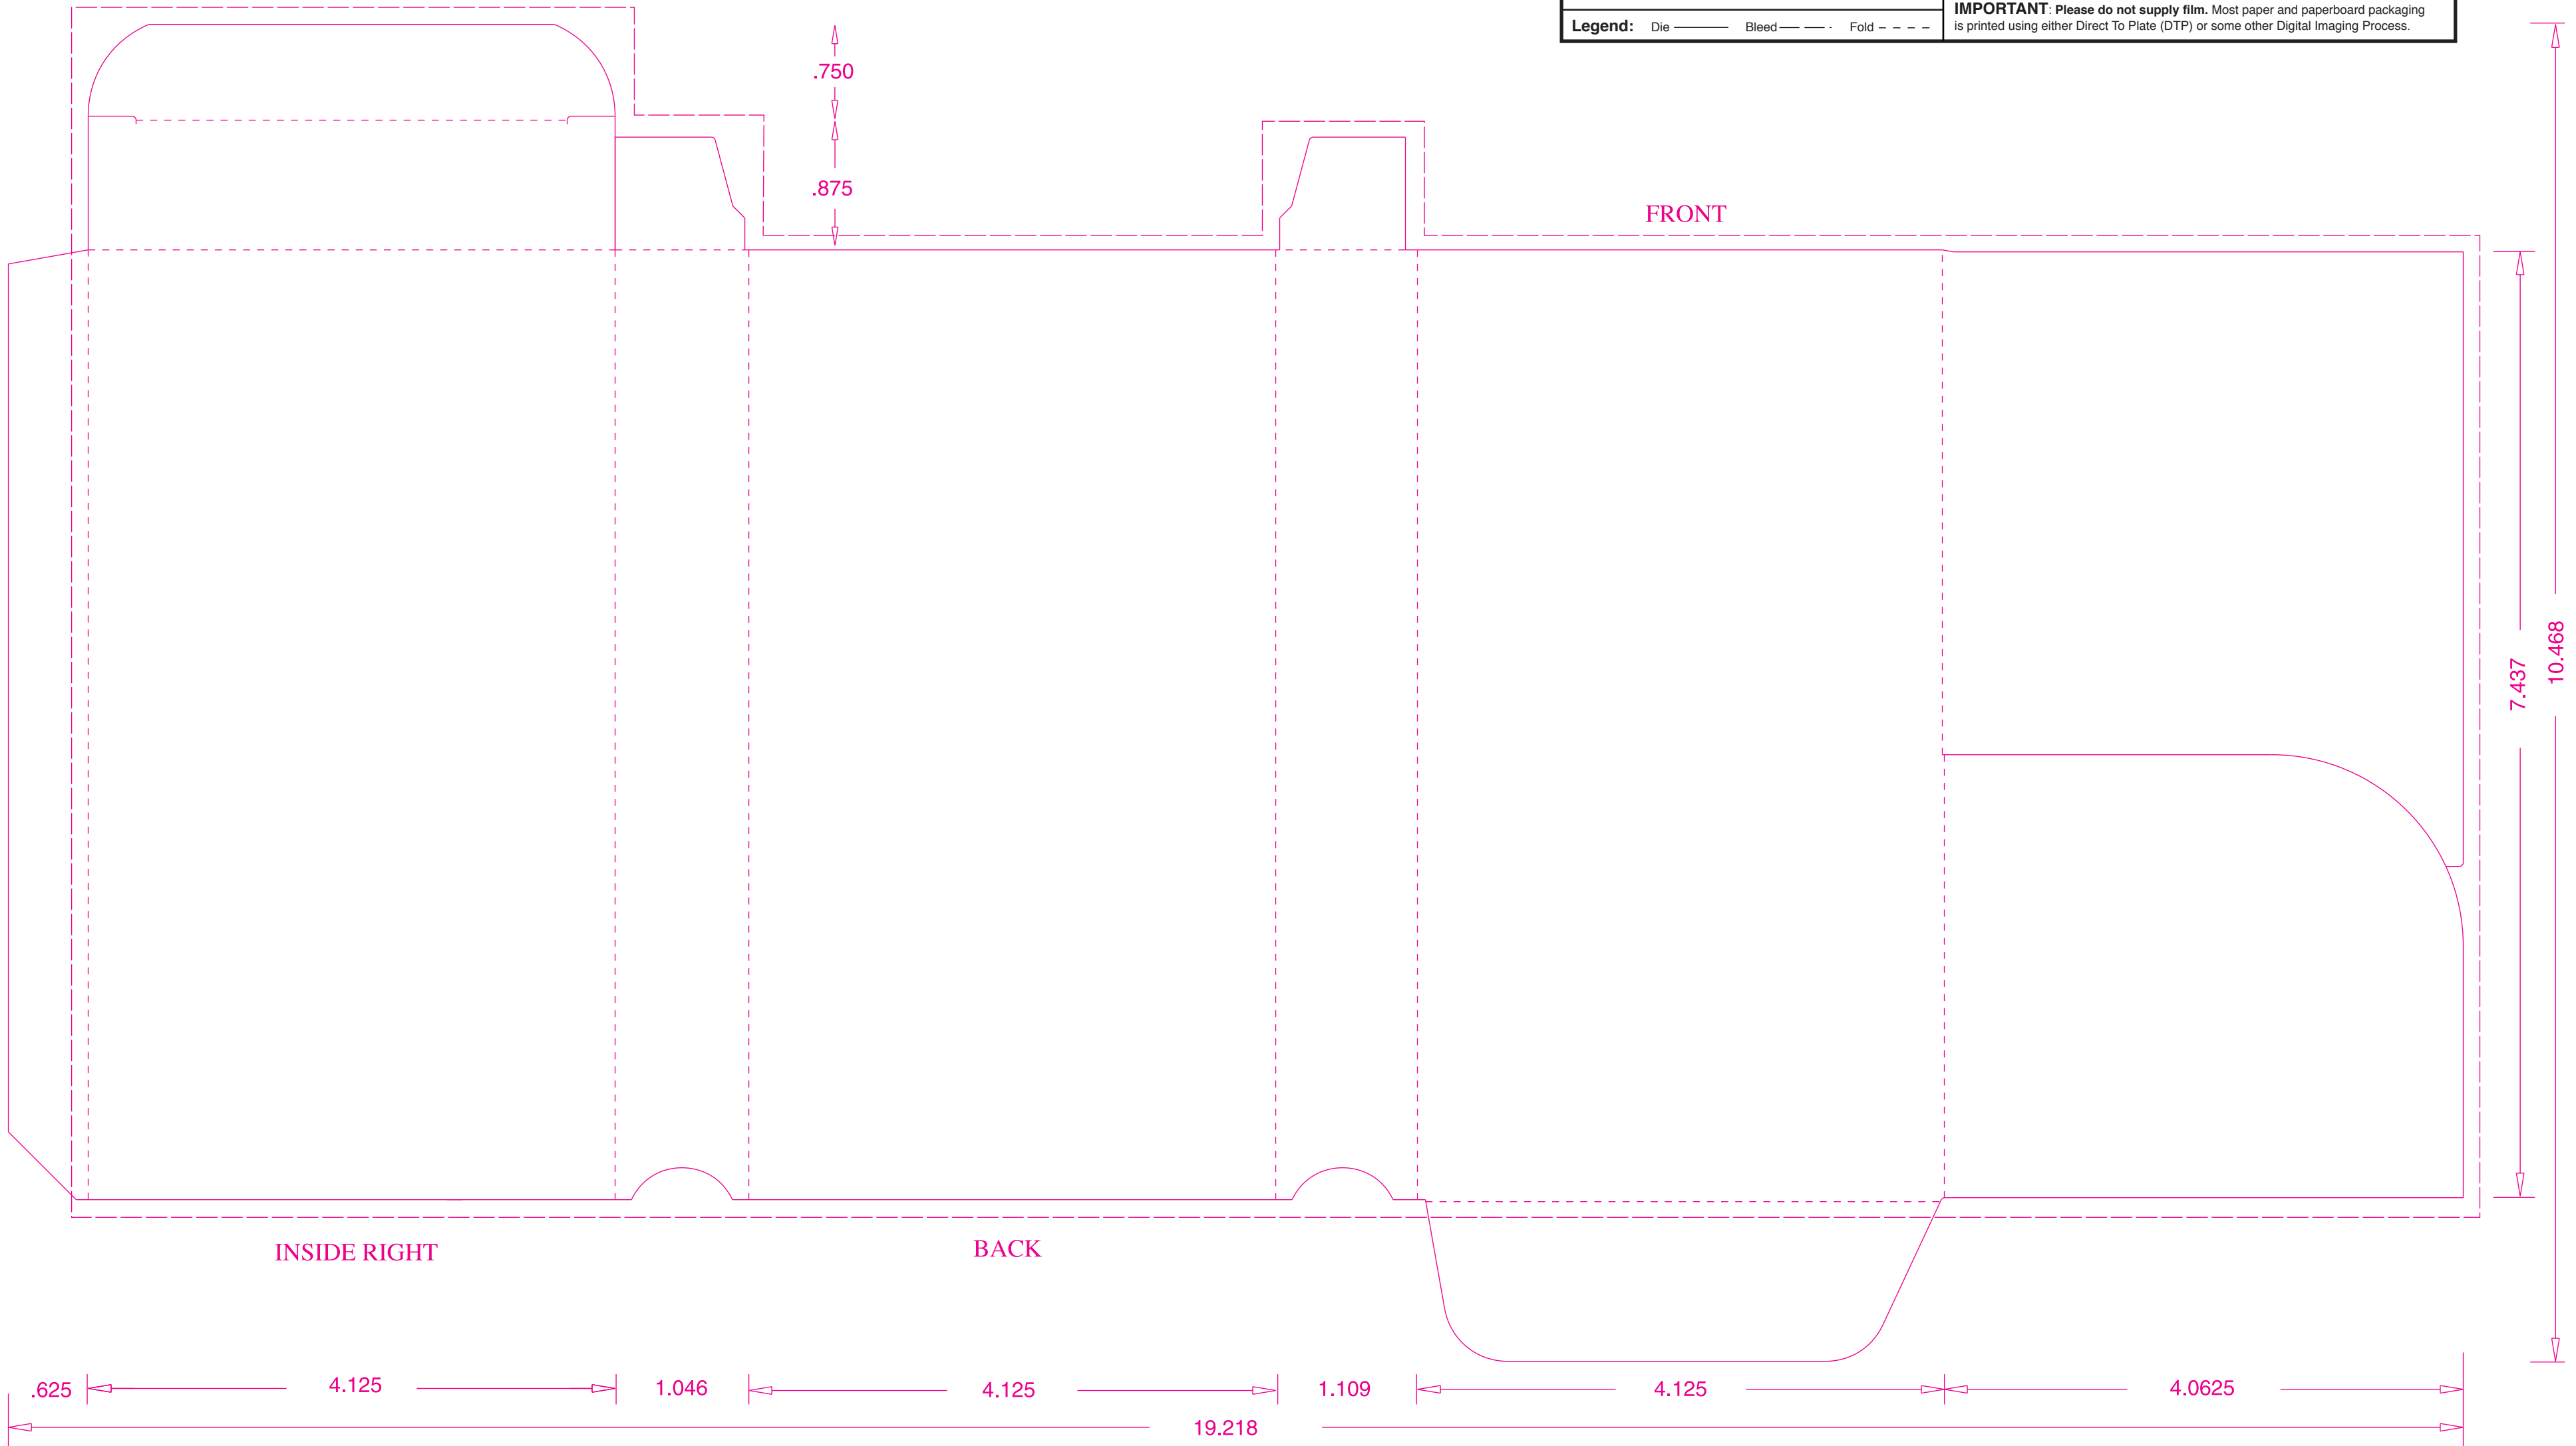 IMPORTANT: Please do not supply film. Most paper and paperboard packaging
is printed using either Direct To Plate (DTP) or some other Digital Imaging Process.
Legend: Die Bleed Fold
.750
.875
FRONT
10.468
7.437
INSIDE RIGHT
BACK
.625
4.125
1.046
4.125
1.109
4.125
4.0625
19.218